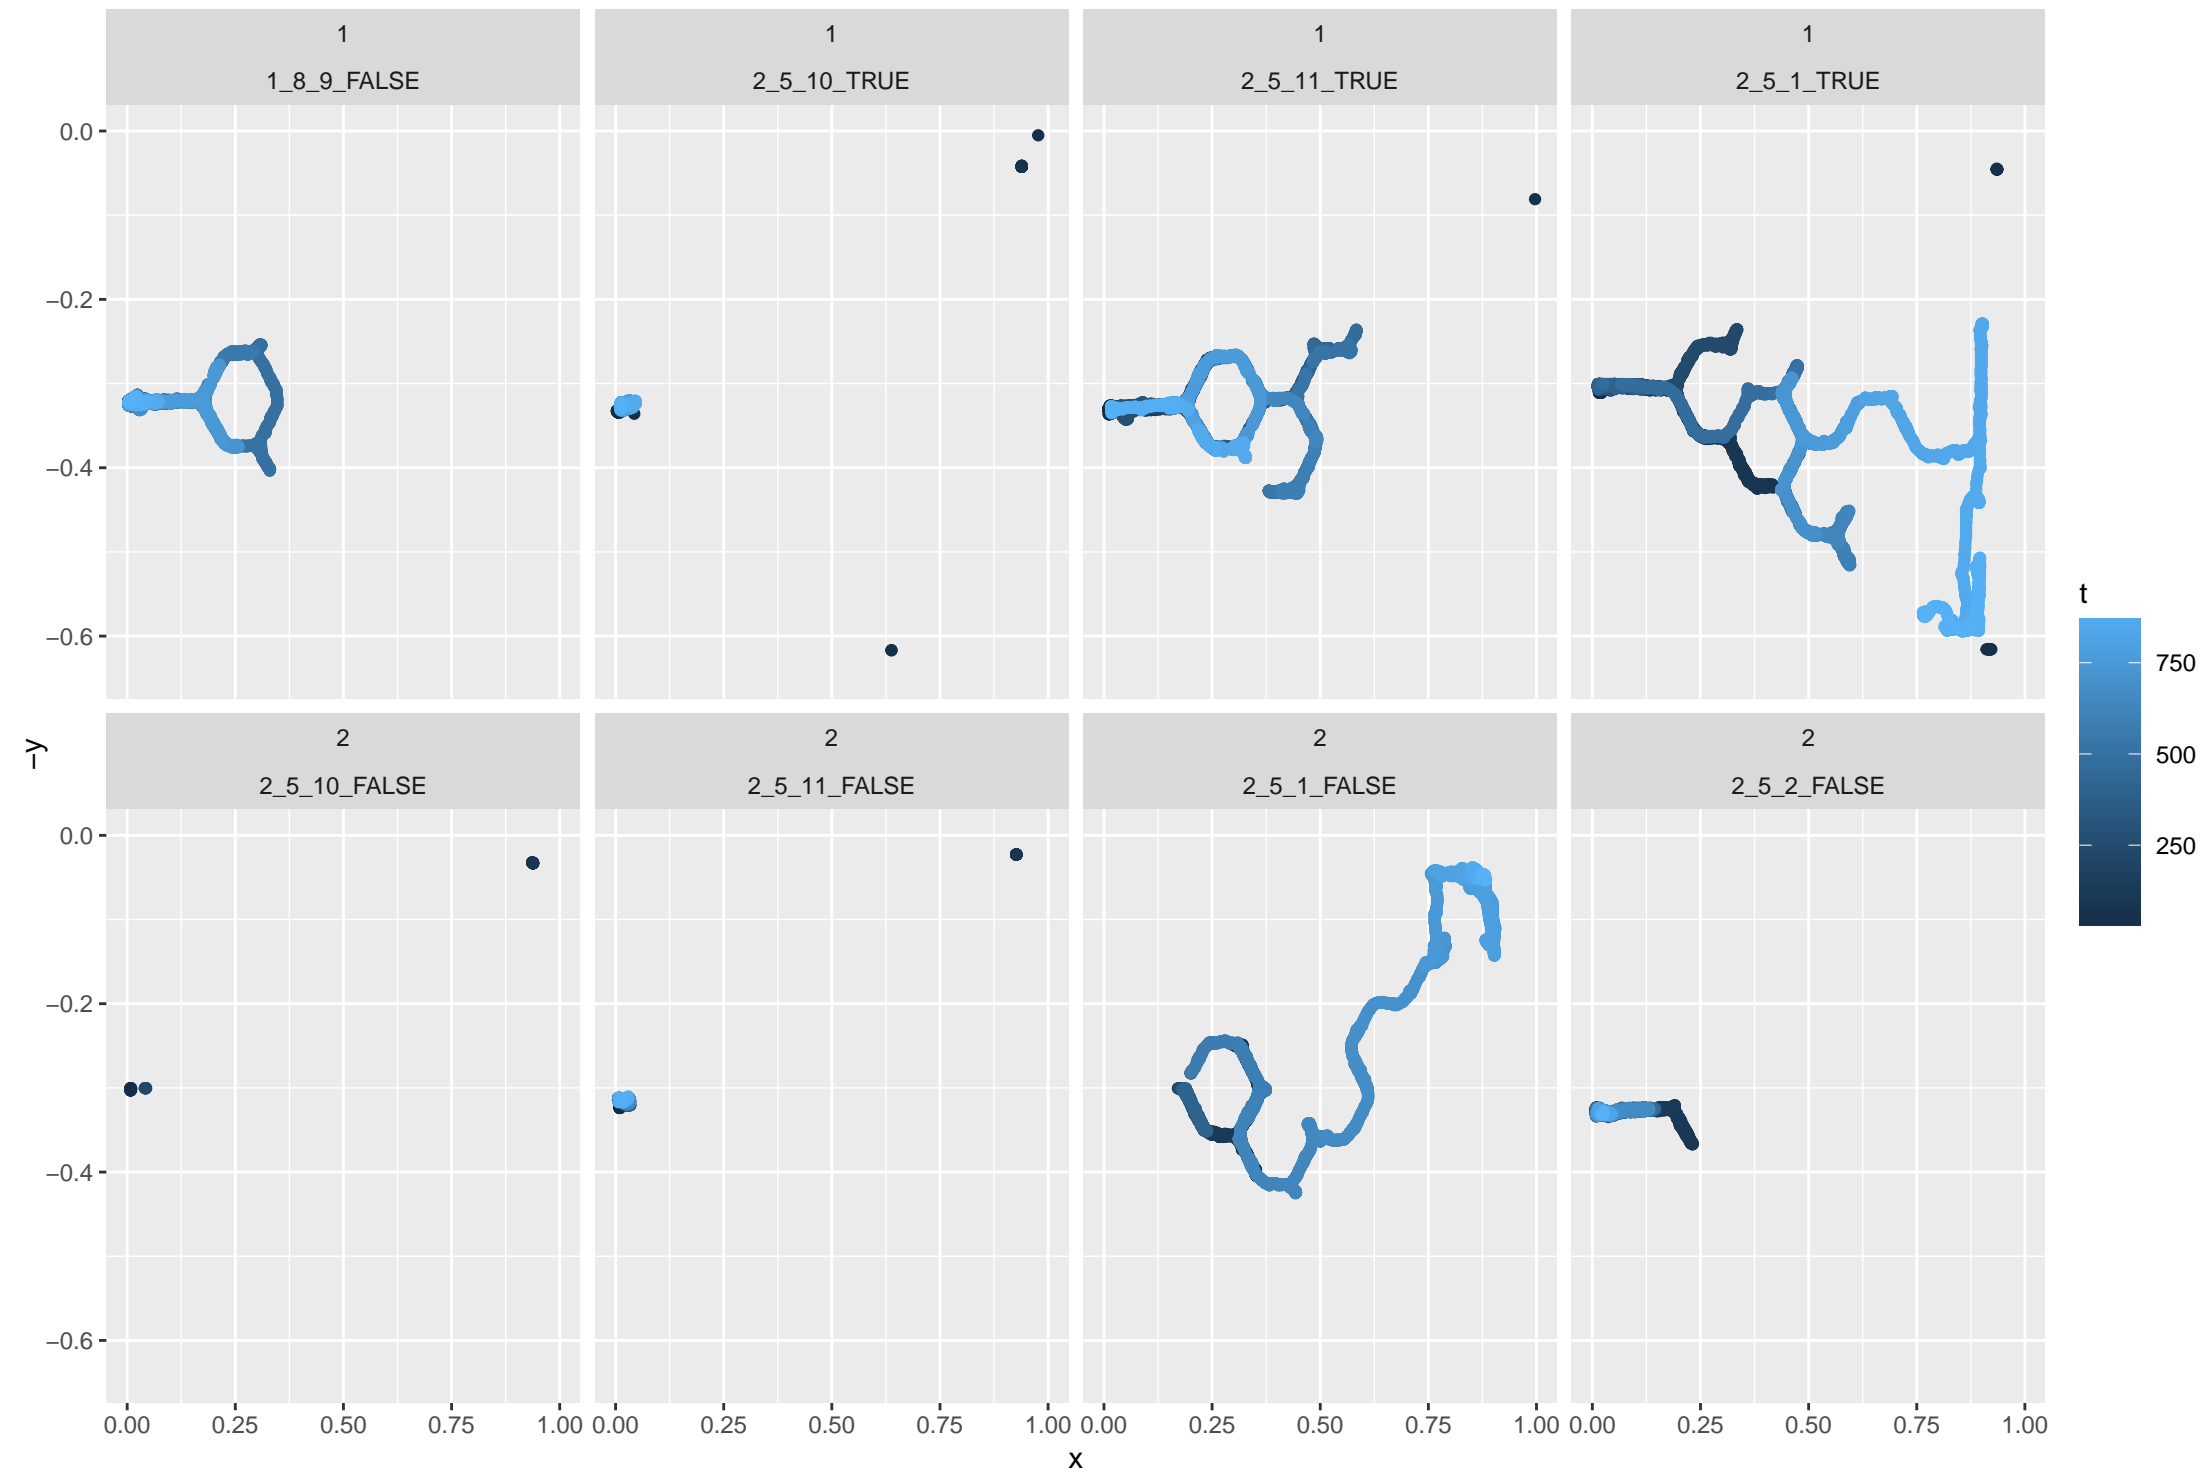 1 1 1 1
1_8_9_FALSE 2_5_10_TRUE 2_5_11_TRUE 2_5_1_TRUE
0.0
−0.2
−0.4
−0.6
2 2 2 2
2_5_10_FALSE 2_5_11_FALSE 2_5_1_FALSE 2_5_2_FALSE
0.0
−0.2
−0.4
−0.6
0.00 0.25 0.50 0.75 1.00 0.00 0.25 0.50 0.75 1.00 0.00 0.25 0.50 0.75 1.00 0.00 0.25 0.50 0.75 1.00
x
−y
t
750
500
250